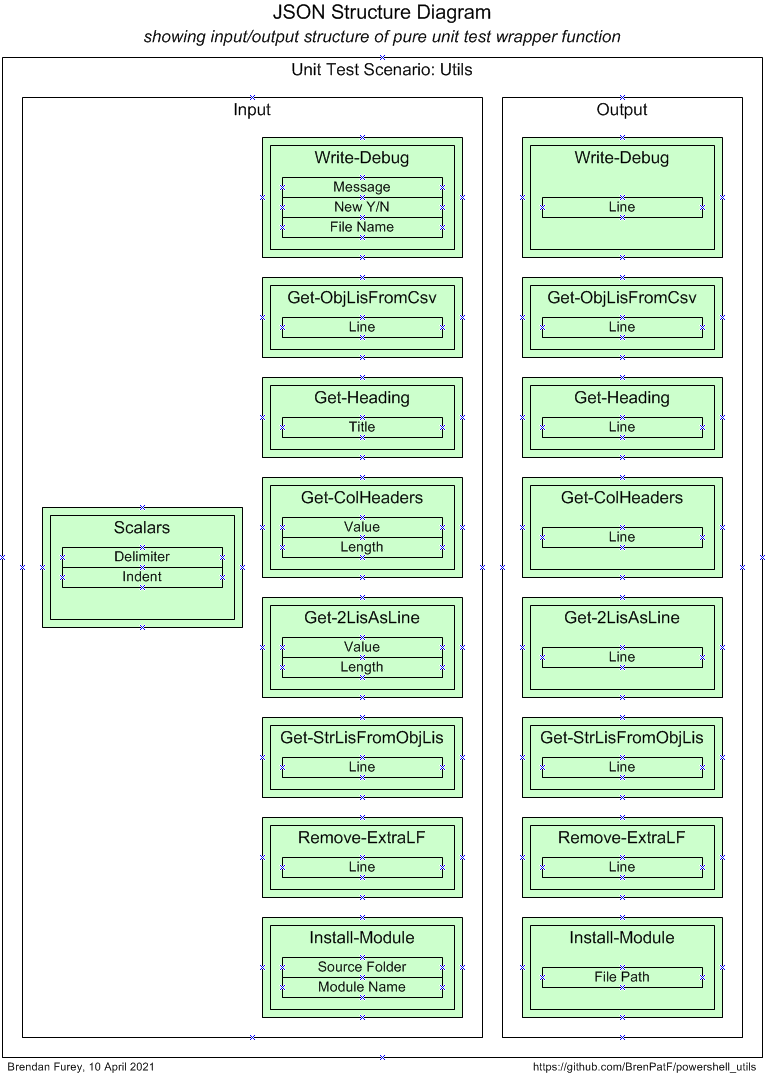 JSON Structure Diagram
showing input/output structure of pure unit test wrapper function
Unit Test Scenario: Utils
Input
Scalars
Delimiter
Indent
Write-Debug
Message
New Y/N
File Name
Get-ObjLisFromCsv
Line
Get-Heading
Title
Get-ColHeaders
Value
Length
Get-2LisAsLine
Value
Length
Get-StrLisFromObjLis
Line
Remove-ExtraLF
Line
Install-Module
Source Folder
Module Name
Output
Write-Debug
Line
Get-ObjLisFromCsv
Line
Get-Heading
Line
Get-ColHeaders
Line
Get-2LisAsLine
Line
Get-StrLisFromObjLis
Line
Remove-ExtraLF
Line
Install-Module
File Path
Brendan Furey, 10 April 2021
https://github.com/BrenPatF/powershell_utils